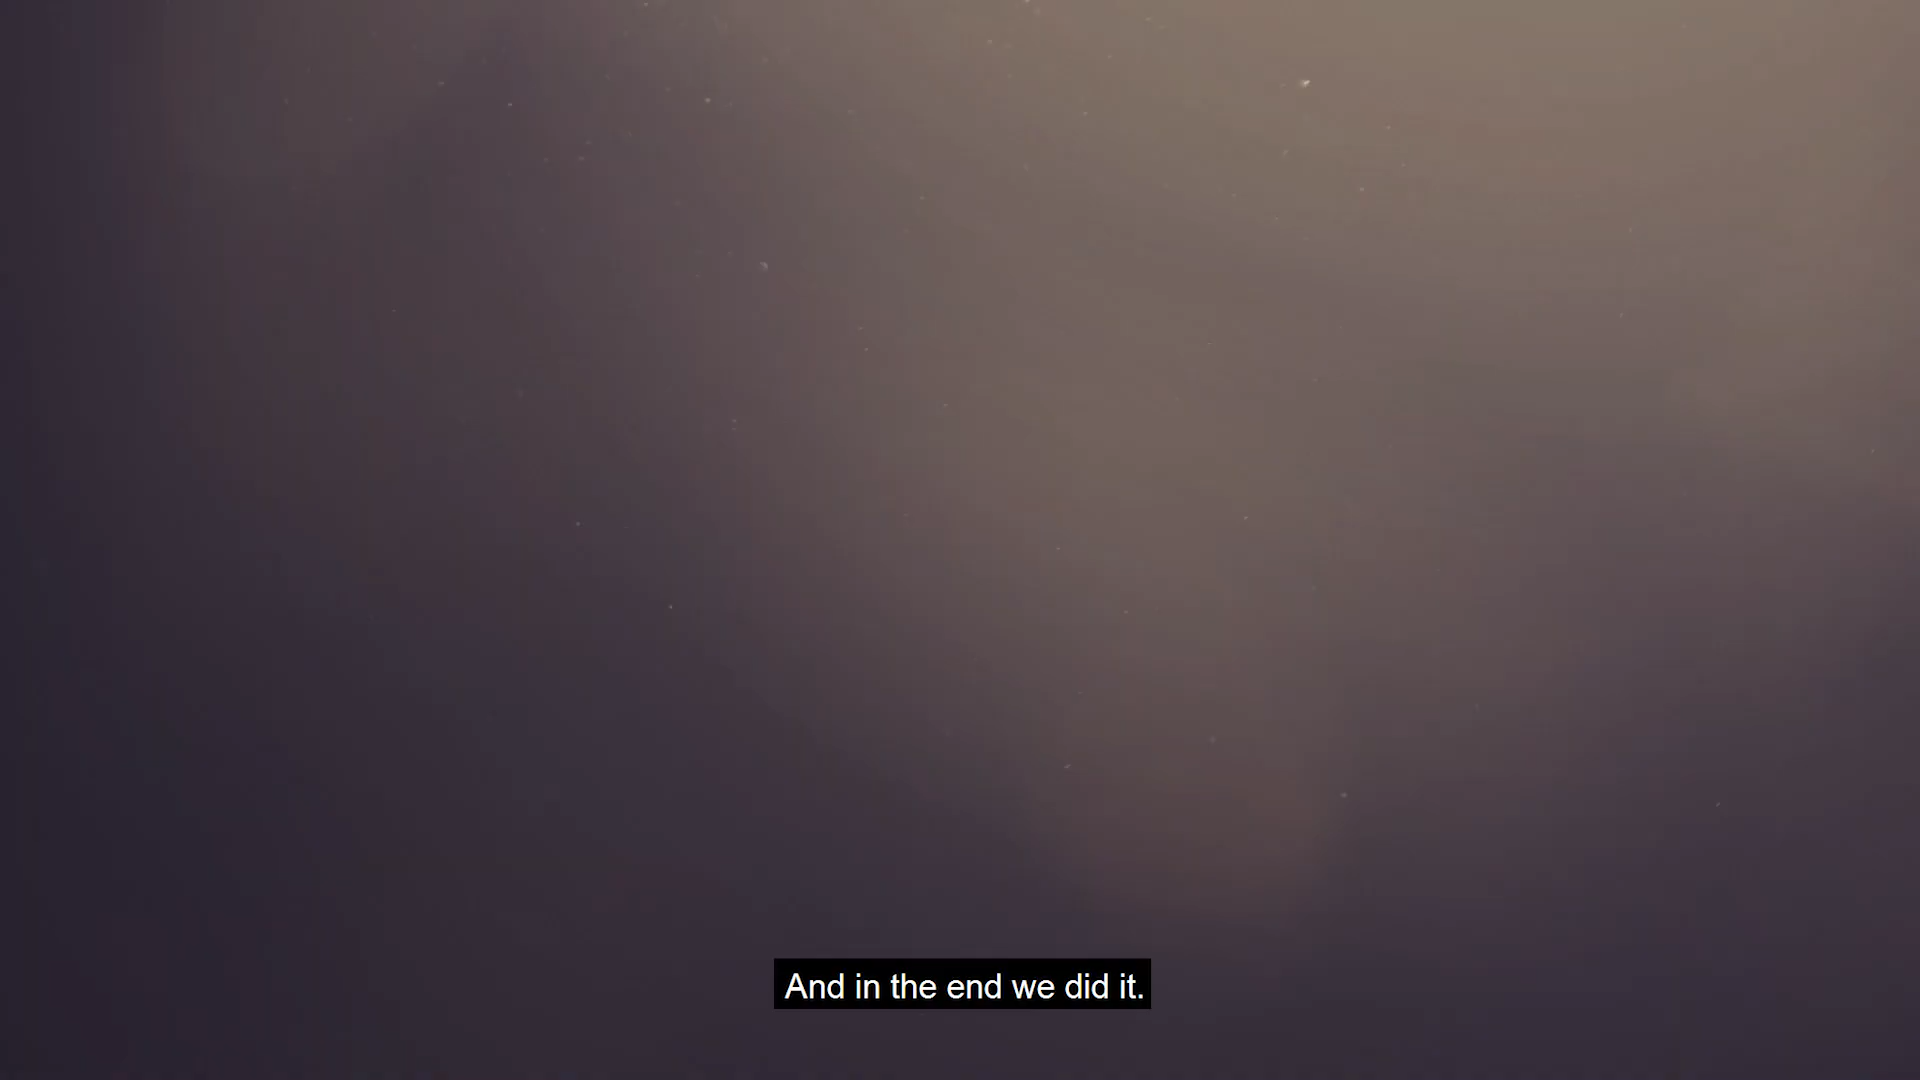 And in the end we did it.